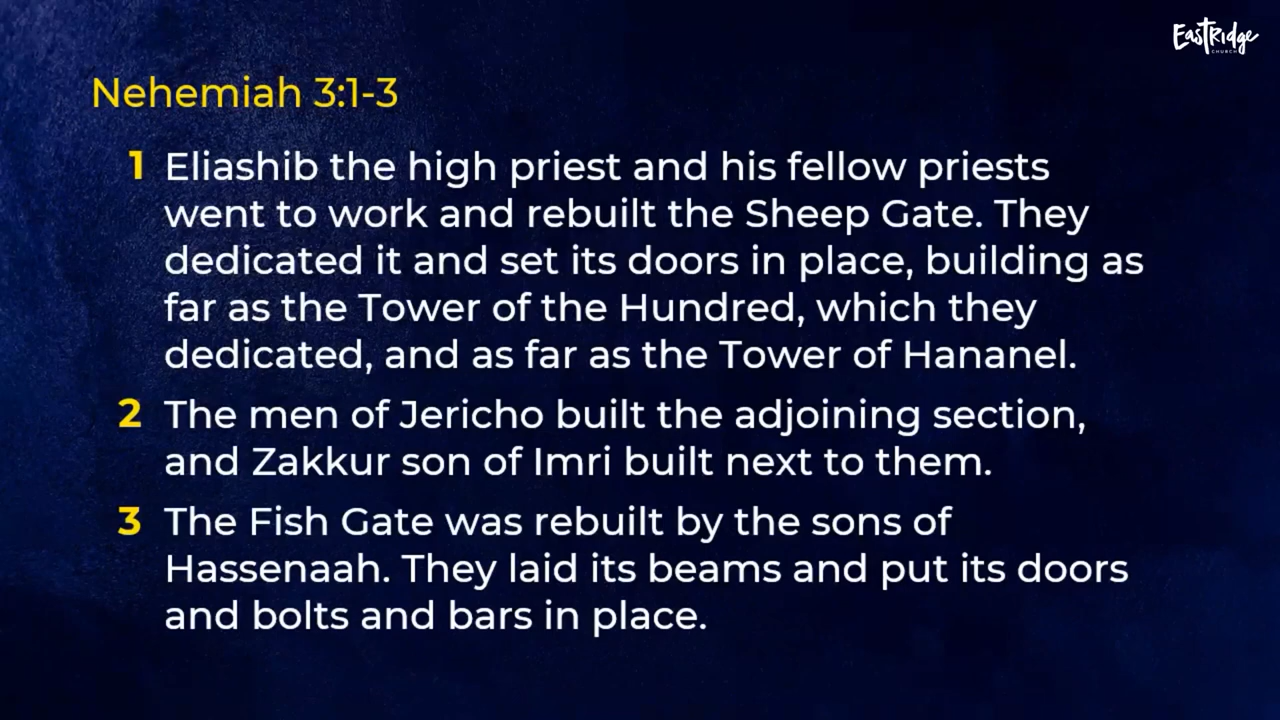 EastRidge
CHURCH
Nehemiah 3:1-3
1 Eliashib the high priest and his fellow priests
went to work and rebuilt the Sheep Gate. They
dedicated it and set its doors in place, building as
far as the Tower of the Hundred, which they
dedicated, and as far as the Tower of Hananel.
2 The men of Jericho built the adjoining section,
and Zakkur son of Imri built next to them.
3 The Fish Gate was rebuilt by the sons of
Hassenaah. They laid its beams and put its doors
and bolts and bars in place.